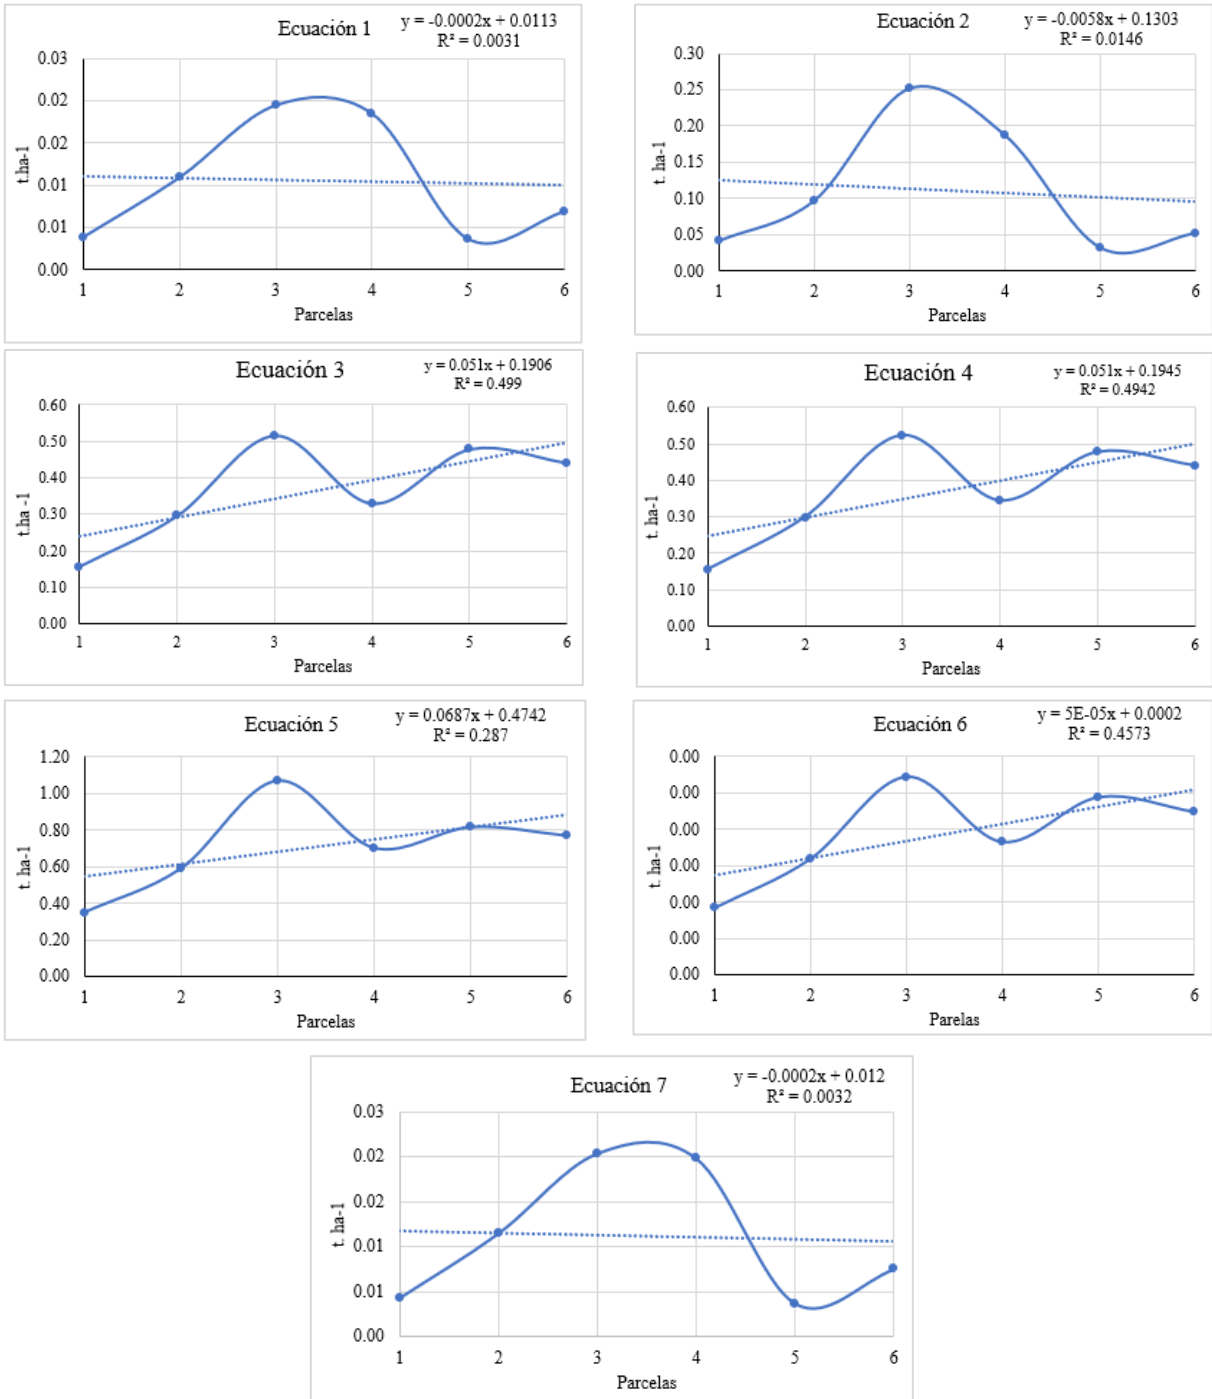 Ecuación 1
y = -0.0002x + 0.0113
R² = 0.0031
0.03
0.02
0.02
0.01
0.01
0.00
t.ha-1
1 2 3 4 5 6
Parcelas
Ecuación 2
y = -0.0058x + 0.1303
R² = 0.0146
0.30
0.25
0.20
0.15
0.10
0.05
0.00
t. ha-1
1 2 3 4 5 6
Parcelas
Ecuación 3
y = 0.051x + 0.1906
R² = 0.499
0.60
0.50
0.40
0.30
0.20
0.10
0.00
t.ha -1
1 2 3 4 5 6
Parcelas
Ecuación 4
y = 0.051x + 0.1945
R² = 0.4942
0.60
0.50
0.40
0.30
0.20
0.10
0.00
t. ha-1
1 2 3 4 5 6
Parcelas
Ecuación 5
y = 0.0687x + 0.4742
R² = 0.287
1.20
1.00
0.80
0.60
0.40
0.20
0.00
t. ha-1
1 2 3 4 5 6
Parcelas
Ecuación 6
y = 5E-05x + 0.0002
R² = 0.4573
0.00
0.00
0.00
0.00
0.00
0.00
0.00
t. ha-1
1 2 3 4 5 6
Parelas
Ecuación 7
y = -0.0002x + 0.012
R² = 0.0032
0.03
0.02
0.02
0.01
0.01
0.00
t. ha-1
1 2 3 4 5 6
Parcelas